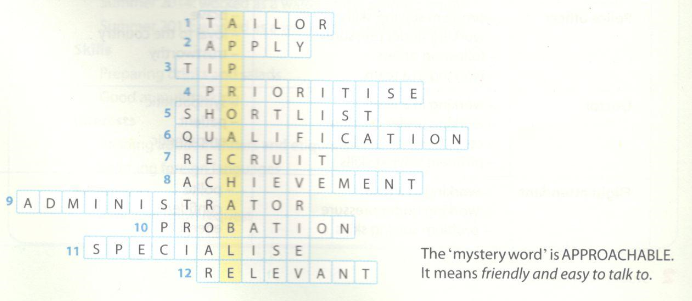 1 TAILOR
2 APPLY
3 TIP
4 PRIORITISE
5 SHORTLIST
6 QUALIFICATION
7 RECRUIT
8 ACHIEVEMENT
9 ADMINISTRATOR
10 PROBATION
11 SPECIALISE
12 RELEVANT
The 'mystery word' is APPROACHABLE.
It means friendly and easy to talk to.